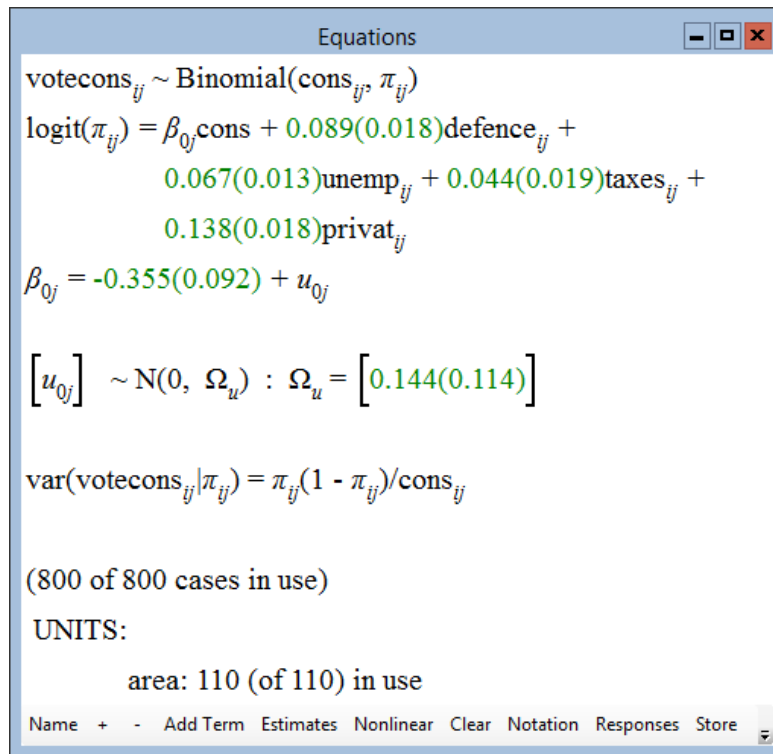 Equations
votecons_ij ~ Binomial(cons_ij, π_ij)
logit(π_ij) = β_0j cons + 0.089(0.018)defence_ij +
0.067(0.013)unemp_ij + 0.044(0.019)taxes_ij +
0.138(0.018)privat_ij
β_0j = -0.355(0.092) + u_0j
[u_0j] ~ N(0, Ω_u) : Ω_u = [0.144(0.114)]
var(votecons_ij|π_ij) = π_ij(1 - π_ij)/cons_ij
(800 of 800 cases in use)
UNITS:
area: 110 (of 110) in use
Name + - Add Term Estimates Nonlinear Clear Notation Responses Store